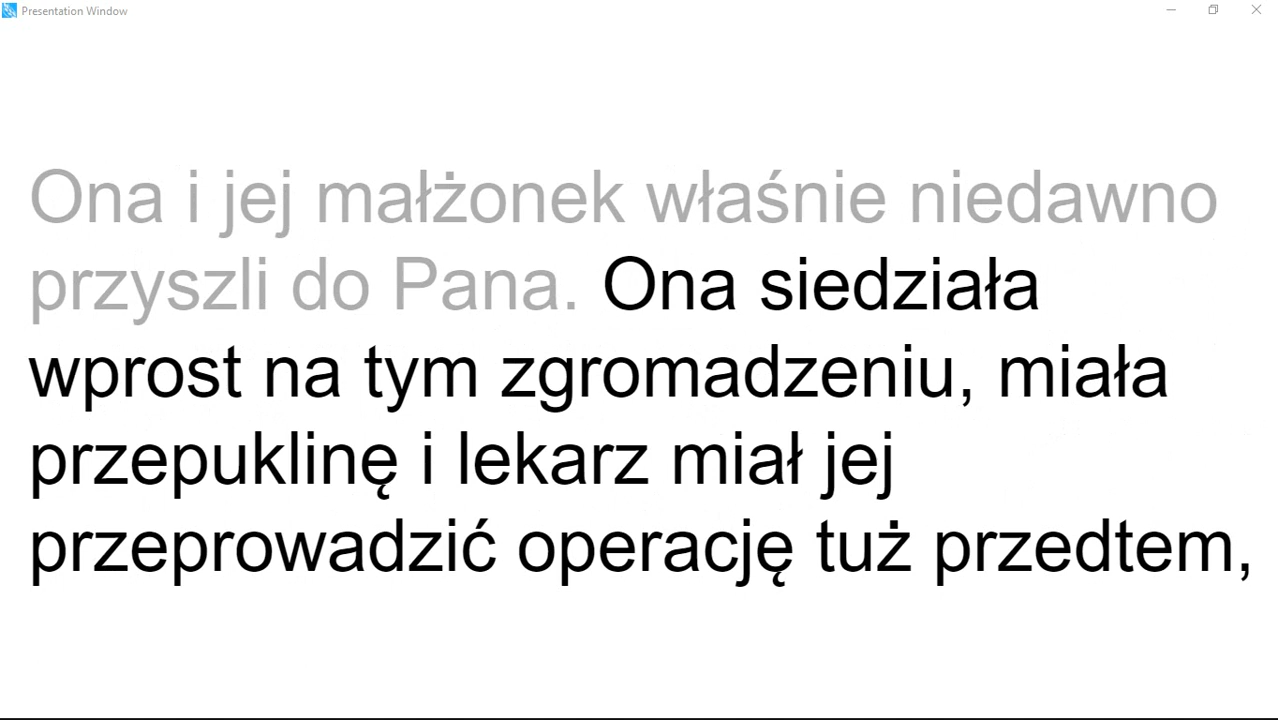 Presentation Window
Ona i jej małżonek właśnie niedawno
przyszli do Pana. Ona siedziała
wprost na tym zgromadzeniu, miała
przepuklinę i lekarz miał jej
przeprowadzić operację tuż przedtem,